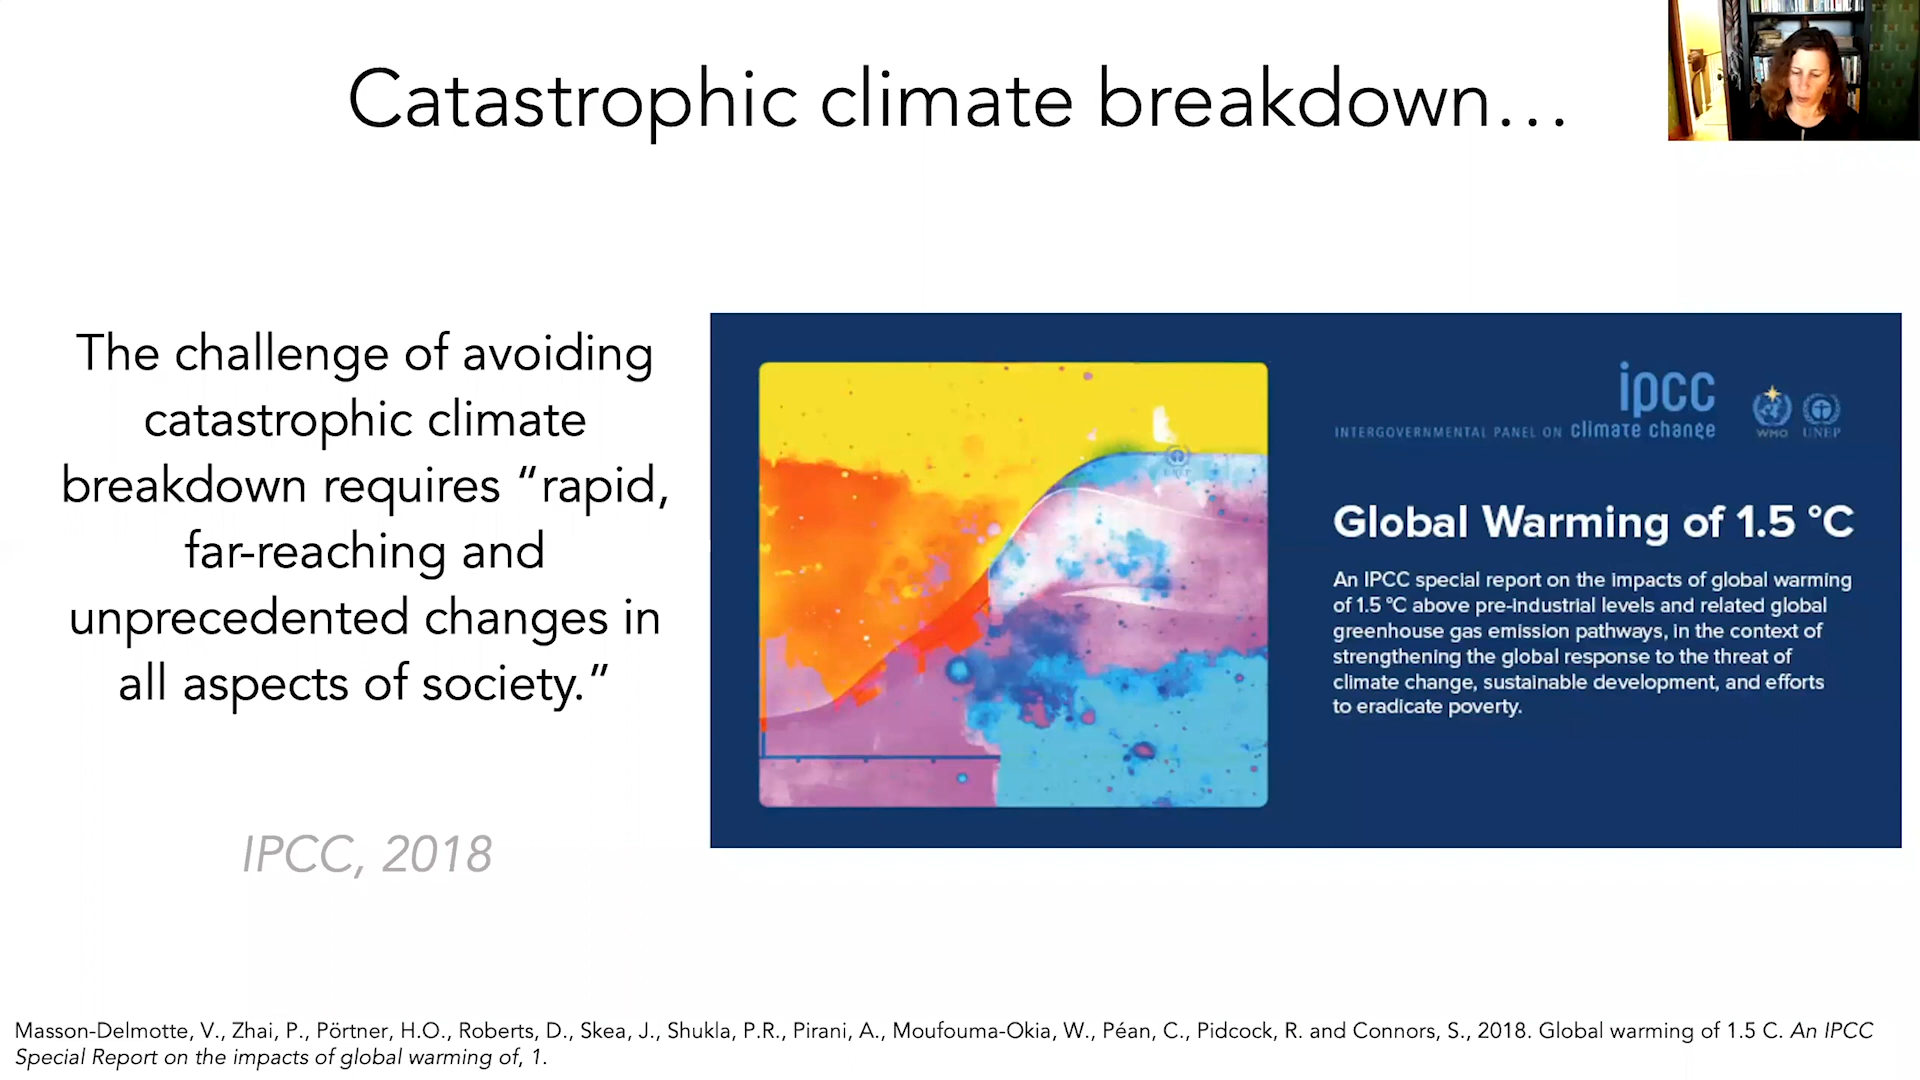 Catastrophic climate breakdown…
The challenge of avoiding
catastrophic climate
breakdown requires “rapid,
far-reaching and
unprecedented changes in
all aspects of society.”
IPCC, 2018
ipcc
INTERGOVERNMENTAL PANEL ON climate change
WMO UNEP
Global Warming of 1.5 °C
An IPCC special report on the impacts of global warming
of 1.5 °C above pre-industrial levels and related global
greenhouse gas emission pathways, in the context of
strengthening the global response to the threat of
climate change, sustainable development, and efforts
to eradicate poverty.
Masson-Delmotte, V., Zhai, P., Pörtner, H.O., Roberts, D., Skea, J., Shukla, P.R., Pirani, A., Moufouma-Okia, W., Péan, C., Pidcock, R. and Connors, S., 2018. Global warming of 1.5 C. An IPCC
Special Report on the impacts of global warming of, 1.